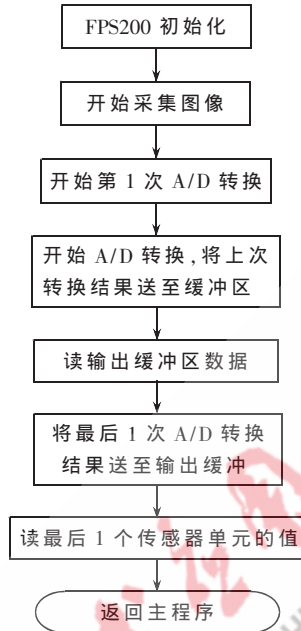 FPS200 初始化
开始采集图像
开始第 1 次 A/D 转换
开始 A/D 转换,将上次
转换结果送至缓冲区
读输出缓冲区数据
将最后 1 次 A/D 转换
结果送至输出缓冲
读最后 1 个传感器单元的值
返回主程序